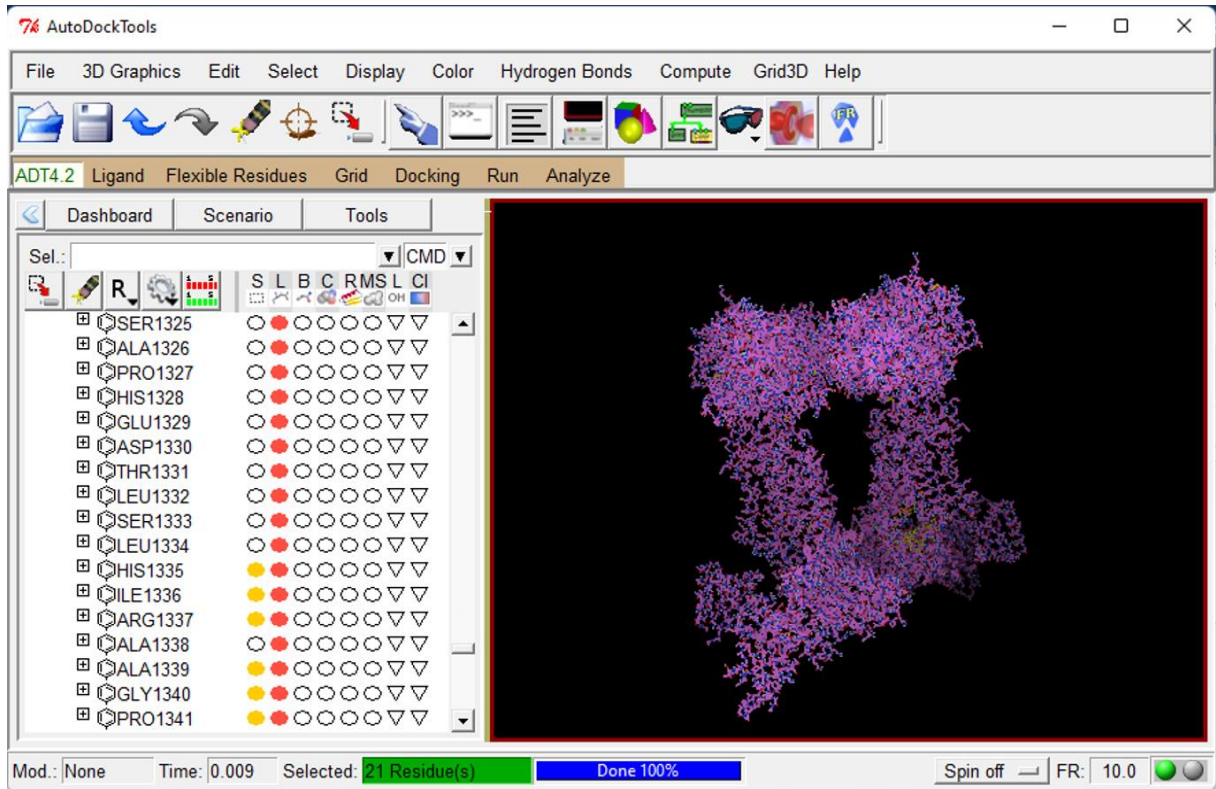 AutoDockTools
File 3D Graphics Edit Select Display Color Hydrogen Bonds Compute Grid3D Help
>>>_
FR
ADT4.2 Ligand Flexible Residues Grid Docking Run Analyze
Dashboard Scenario Tools
Sel.: CMD
R S L B C R MS L Cl
OH
SER1325
ALA1326
PRO1327
HIS1328
GLU1329
ASP1330
THR1331
LEU1332
SER1333
LEU1334
HIS1335
ILE1336
ARG1337
ALA1338
ALA1339
GLY1340
PRO1341
Mod.: None Time: 0.009 Selected: 21 Residue(s) Done 100% Spin off FR: 10.0